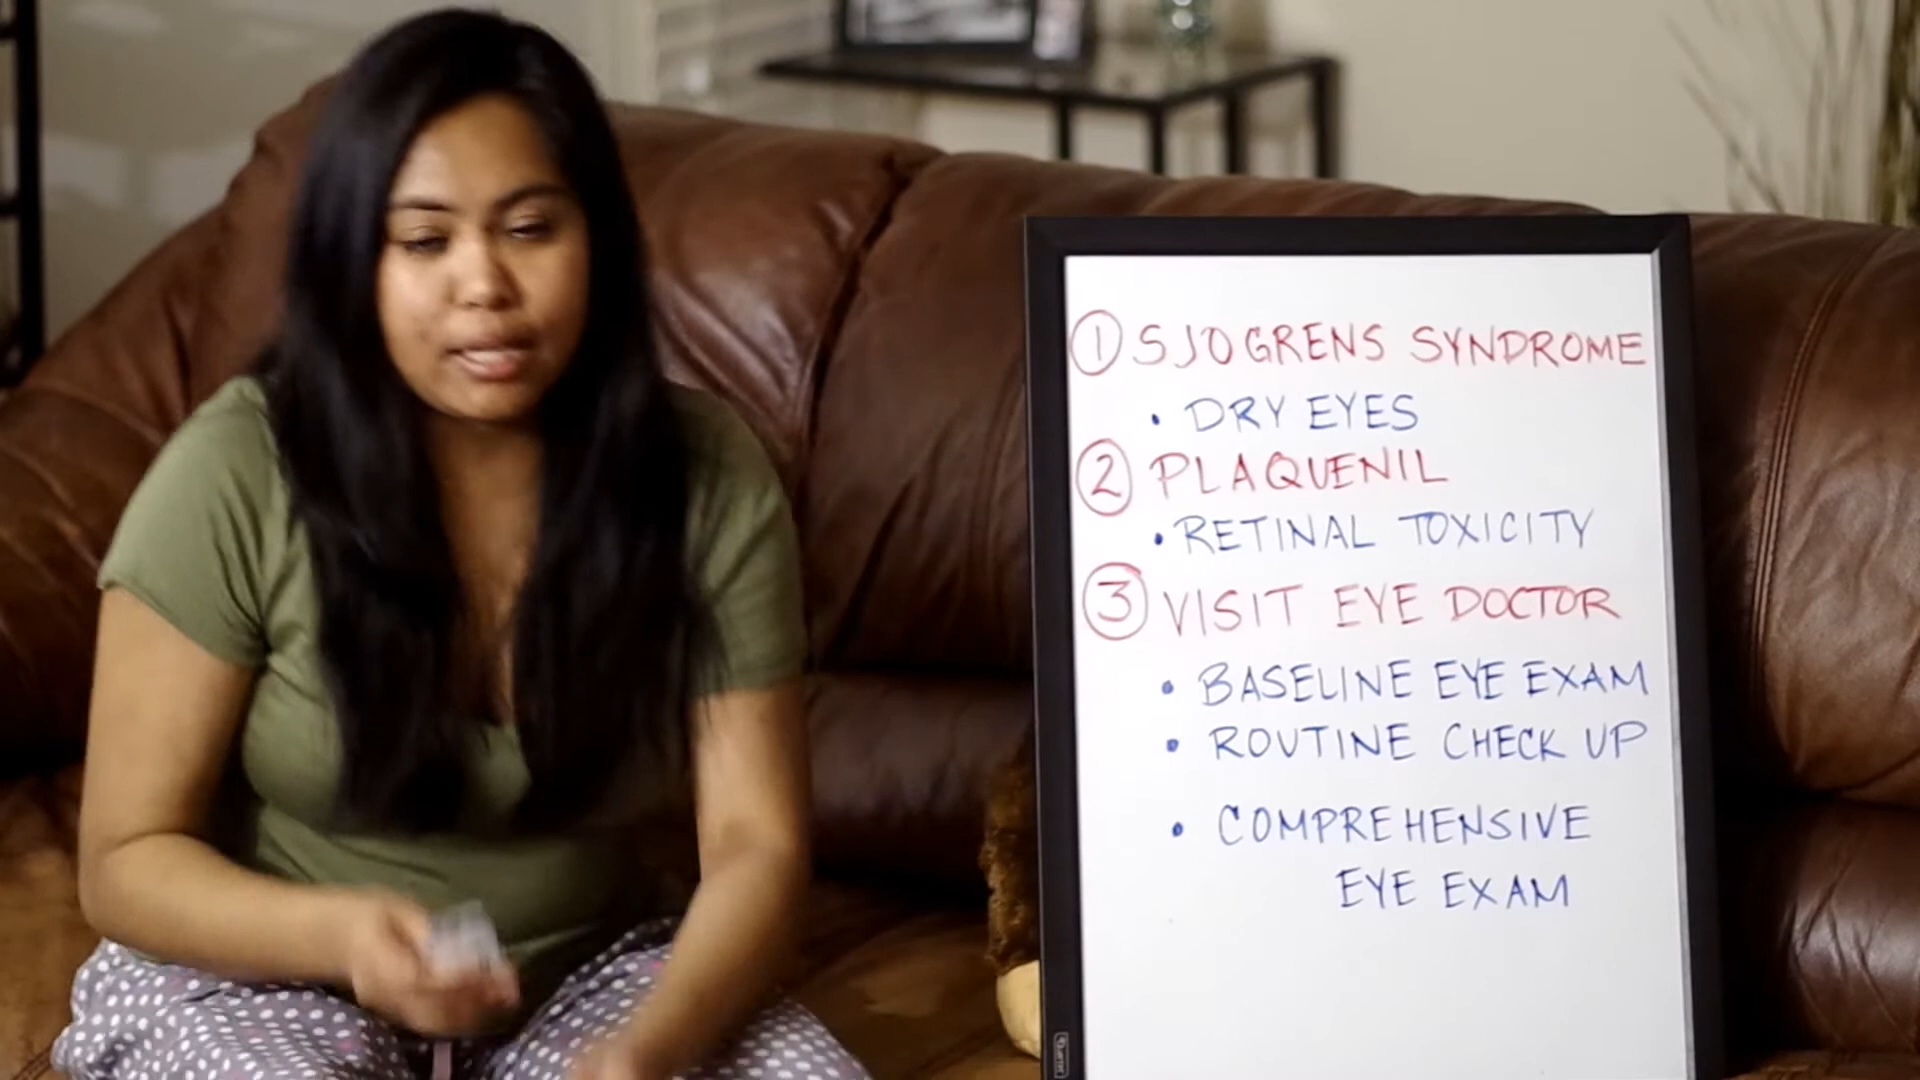 ① SJOGRENS SYNDROME
• DRY EYES
② PLAQUENIL
• RETINAL TOXICITY
③ VISIT EYE DOCTOR
• BASELINE EYE EXAM
• ROUTINE CHECK UP
• COMPREHENSIVE
EYE EXAM
Quartet